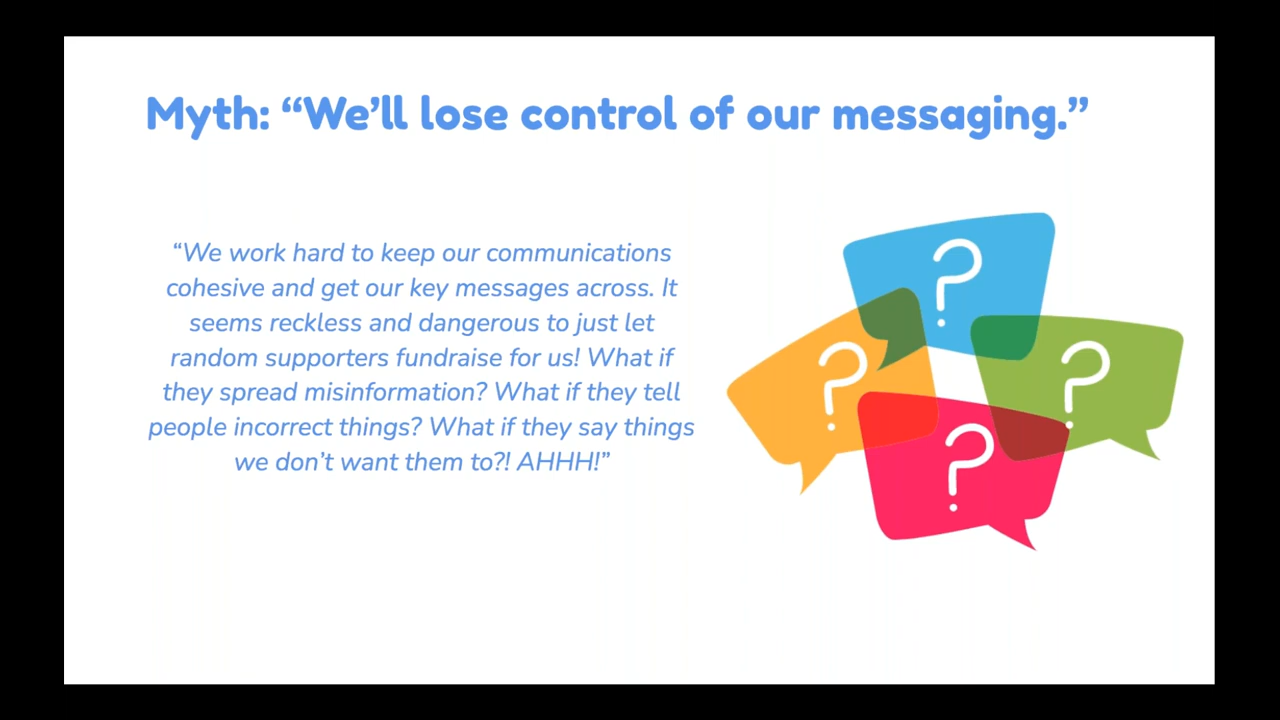 Myth: “We’ll lose control of our messaging.”
“We work hard to keep our communications
cohesive and get our key messages across. It
seems reckless and dangerous to just let
random supporters fundraise for us! What if
they spread misinformation? What if they tell
people incorrect things? What if they say things
we don’t want them to?! AHHH!”
?
?
?
?